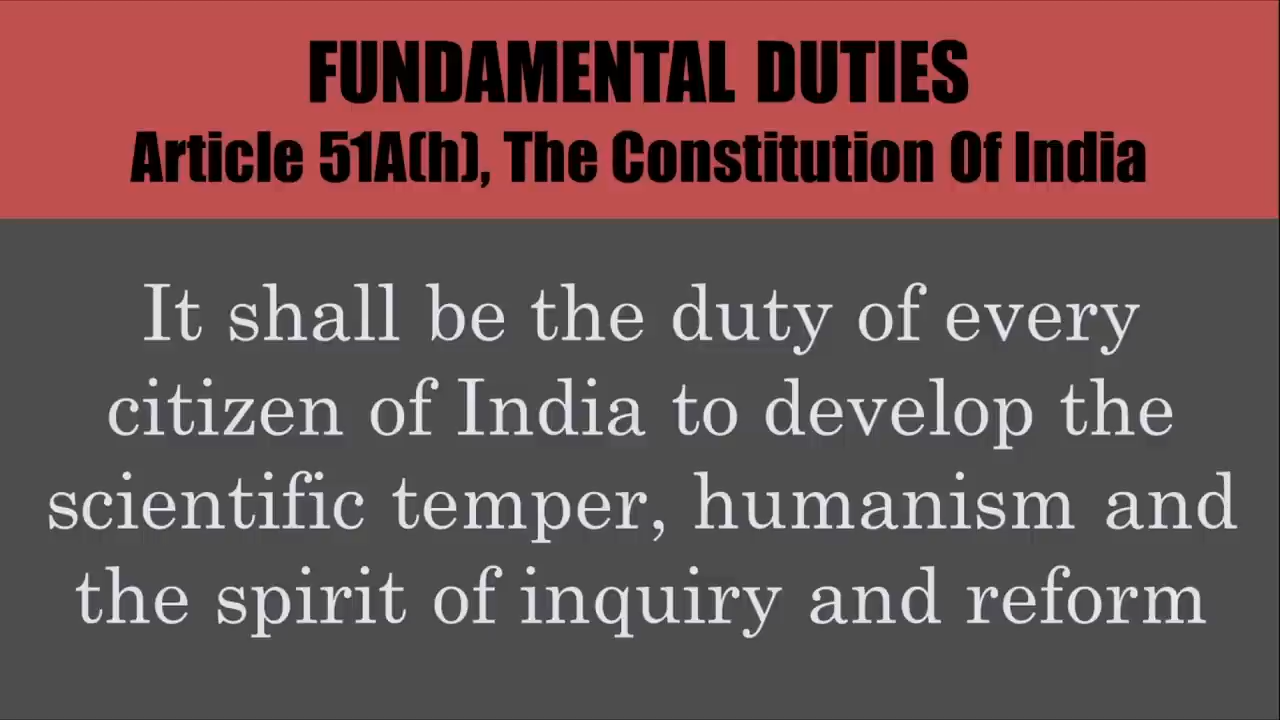 FUNDAMENTAL DUTIES
Article 51A(h), The Constitution Of India
It shall be the duty of every
citizen of India to develop the
scientific temper, humanism and
the spirit of inquiry and reform